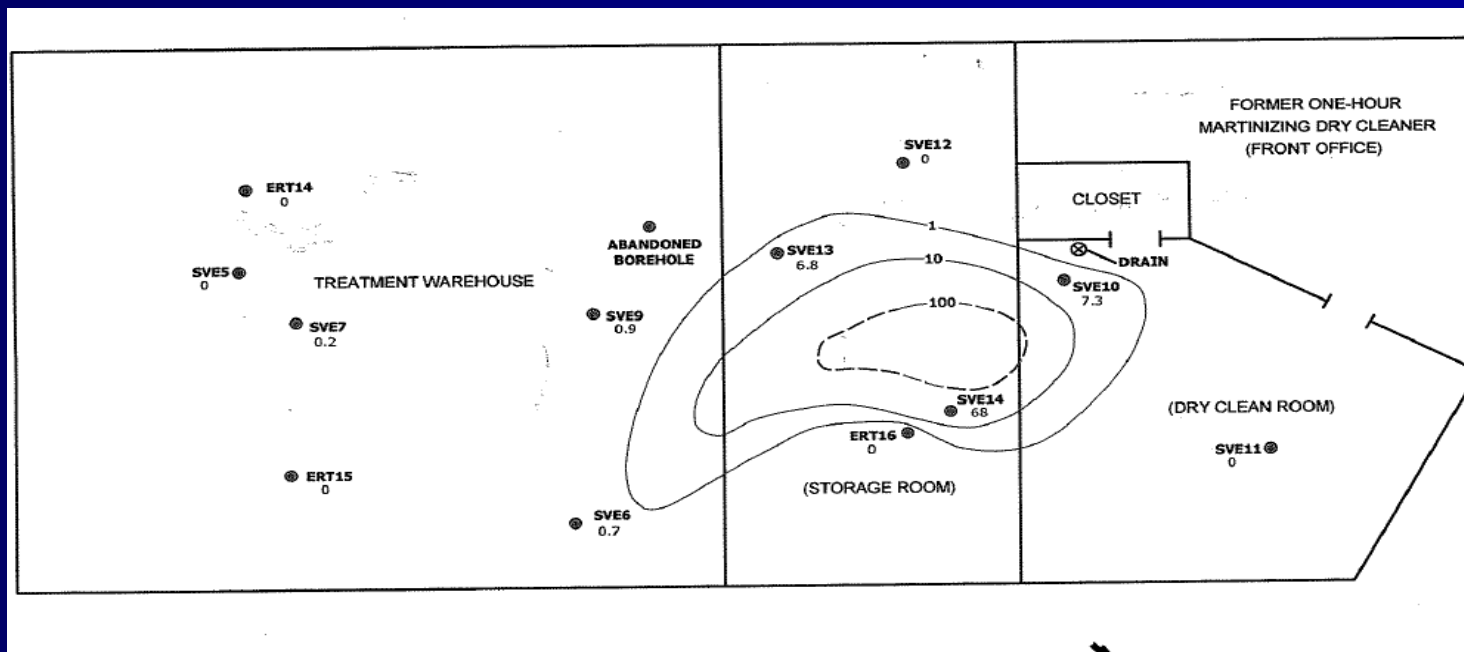 FORMER ONE-HOUR
MARTINIZING DRY CLEANER
(FRONT OFFICE)
SVE12
0
ERT14
0
CLOSET
1
ABANDONED
BOREHOLE
SVE13
6.8
10
DRAIN
SVE5
0
TREATMENT WAREHOUSE
SVE10
7.3
100
SVE9
0.9
SVE7
0.2
SVE14
68
(DRY CLEAN ROOM)
ERT16
0
SVE11
0
ERT15
0
(STORAGE ROOM)
SVE6
0.7